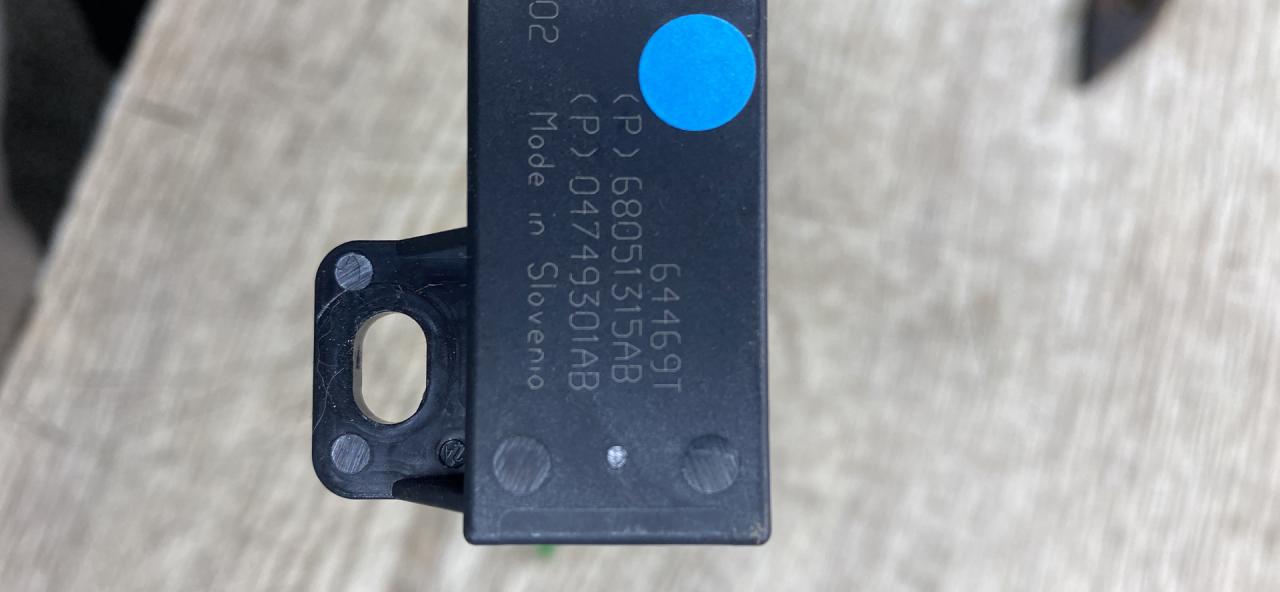 64469T
(P)68051315AB
(P)04749301AB
02 Made in Slovenia